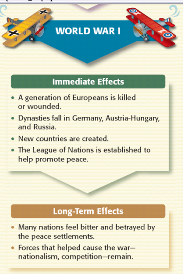 WORLD WAR I
Immediate Effects
• A generation of Europeans is killed
or wounded.
• Dynasties fall in Germany, Austria-Hungary,
and Russia.
• New countries are created.
• The League of Nations is established to
help promote peace.
Long-Term Effects
• Many nations feel bitter and betrayed by
the peace settlements.
• Forces that helped cause the war—
nationalism, competition—remain.